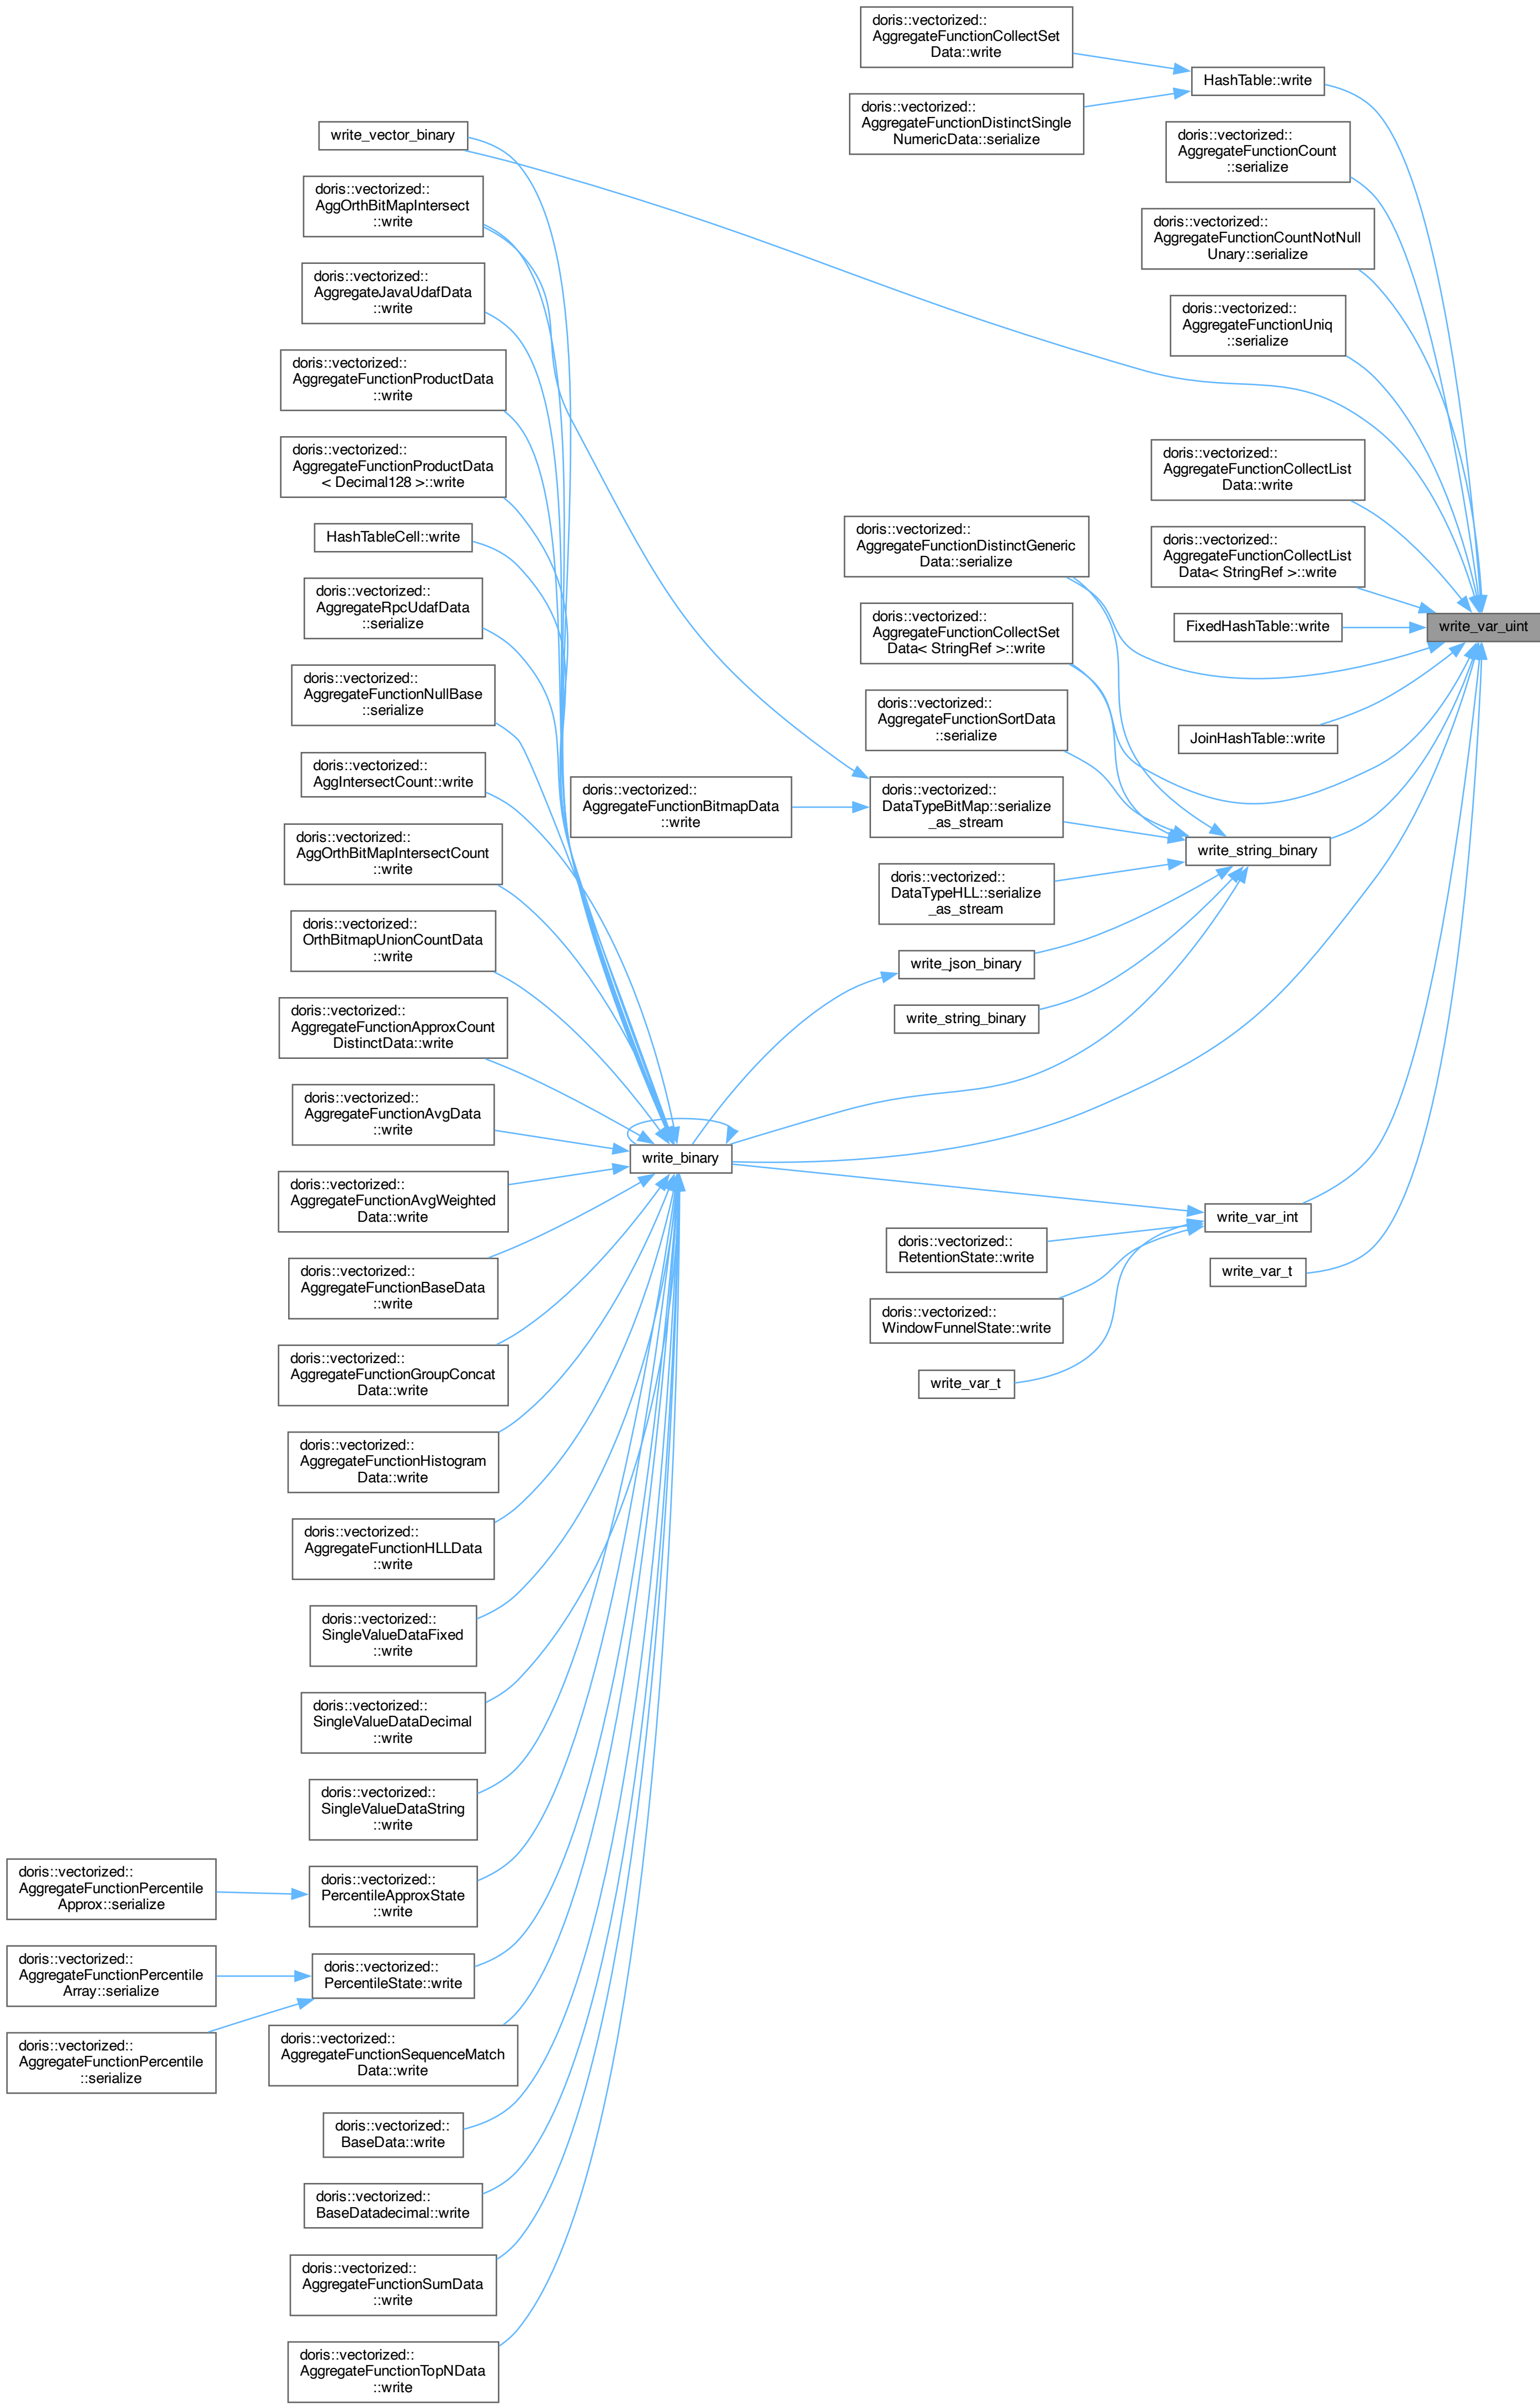 doris::vectorized::
AggregateFunctionCollectSet
Data::write
HashTable::write
doris::vectorized::
AggregateFunctionDistinctSingle
NumericData::serialize
write_vector_binary
doris::vectorized::
AggregateFunctionCount
::serialize
doris::vectorized::
AggOrthBitMapIntersect
::write
doris::vectorized::
AggregateFunctionCountNotNull
Unary::serialize
doris::vectorized::
AggregateJavaUdafData
::write
doris::vectorized::
AggregateFunctionUniq
::serialize
doris::vectorized::
AggregateFunctionProductData
::write
doris::vectorized::
AggregateFunctionProductData
< Decimal128 >::write
doris::vectorized::
AggregateFunctionCollectList
Data::write
HashTableCell::write
doris::vectorized::
AggregateFunctionDistinctGeneric
Data::serialize
doris::vectorized::
AggregateFunctionCollectList
Data< StringRef >::write
doris::vectorized::
AggregateRpcUdafData
::serialize
doris::vectorized::
AggregateFunctionCollectSet
Data< StringRef >::write
FixedHashTable::write
write_var_uint
doris::vectorized::
AggregateFunctionNullBase
::serialize
doris::vectorized::
AggregateFunctionSortData
::serialize
JoinHashTable::write
doris::vectorized::
AggIntersectCount::write
doris::vectorized::
AggregateFunctionBitmapData
::write
doris::vectorized::
DataTypeBitMap::serialize
_as_stream
doris::vectorized::
AggOrthBitMapIntersectCount
::write
write_string_binary
doris::vectorized::
DataTypeHLL::serialize
_as_stream
doris::vectorized::
OrthBitmapUnionCountData
::write
write_json_binary
write_string_binary
doris::vectorized::
AggregateFunctionApproxCount
DistinctData::write
doris::vectorized::
AggregateFunctionAvgData
::write
write_binary
doris::vectorized::
AggregateFunctionAvgWeighted
Data::write
write_var_int
doris::vectorized::
RetentionState::write
write_var_t
doris::vectorized::
AggregateFunctionBaseData
::write
doris::vectorized::
WindowFunnelState::write
doris::vectorized::
AggregateFunctionGroupConcat
Data::write
write_var_t
doris::vectorized::
AggregateFunctionHistogram
Data::write
doris::vectorized::
AggregateFunctionHLLData
::write
doris::vectorized::
SingleValueDataFixed
::write
doris::vectorized::
SingleValueDataDecimal
::write
doris::vectorized::
SingleValueDataString
::write
doris::vectorized::
AggregateFunctionPercentile
Approx::serialize
doris::vectorized::
PercentileApproxState
::write
doris::vectorized::
AggregateFunctionPercentile
Array::serialize
doris::vectorized::
PercentileState::write
doris::vectorized::
AggregateFunctionPercentile
::serialize
doris::vectorized::
AggregateFunctionSequenceMatch
Data::write
doris::vectorized::
BaseData::write
doris::vectorized::
BaseDatadecimal::write
doris::vectorized::
AggregateFunctionSumData
::write
doris::vectorized::
AggregateFunctionTopNData
::write